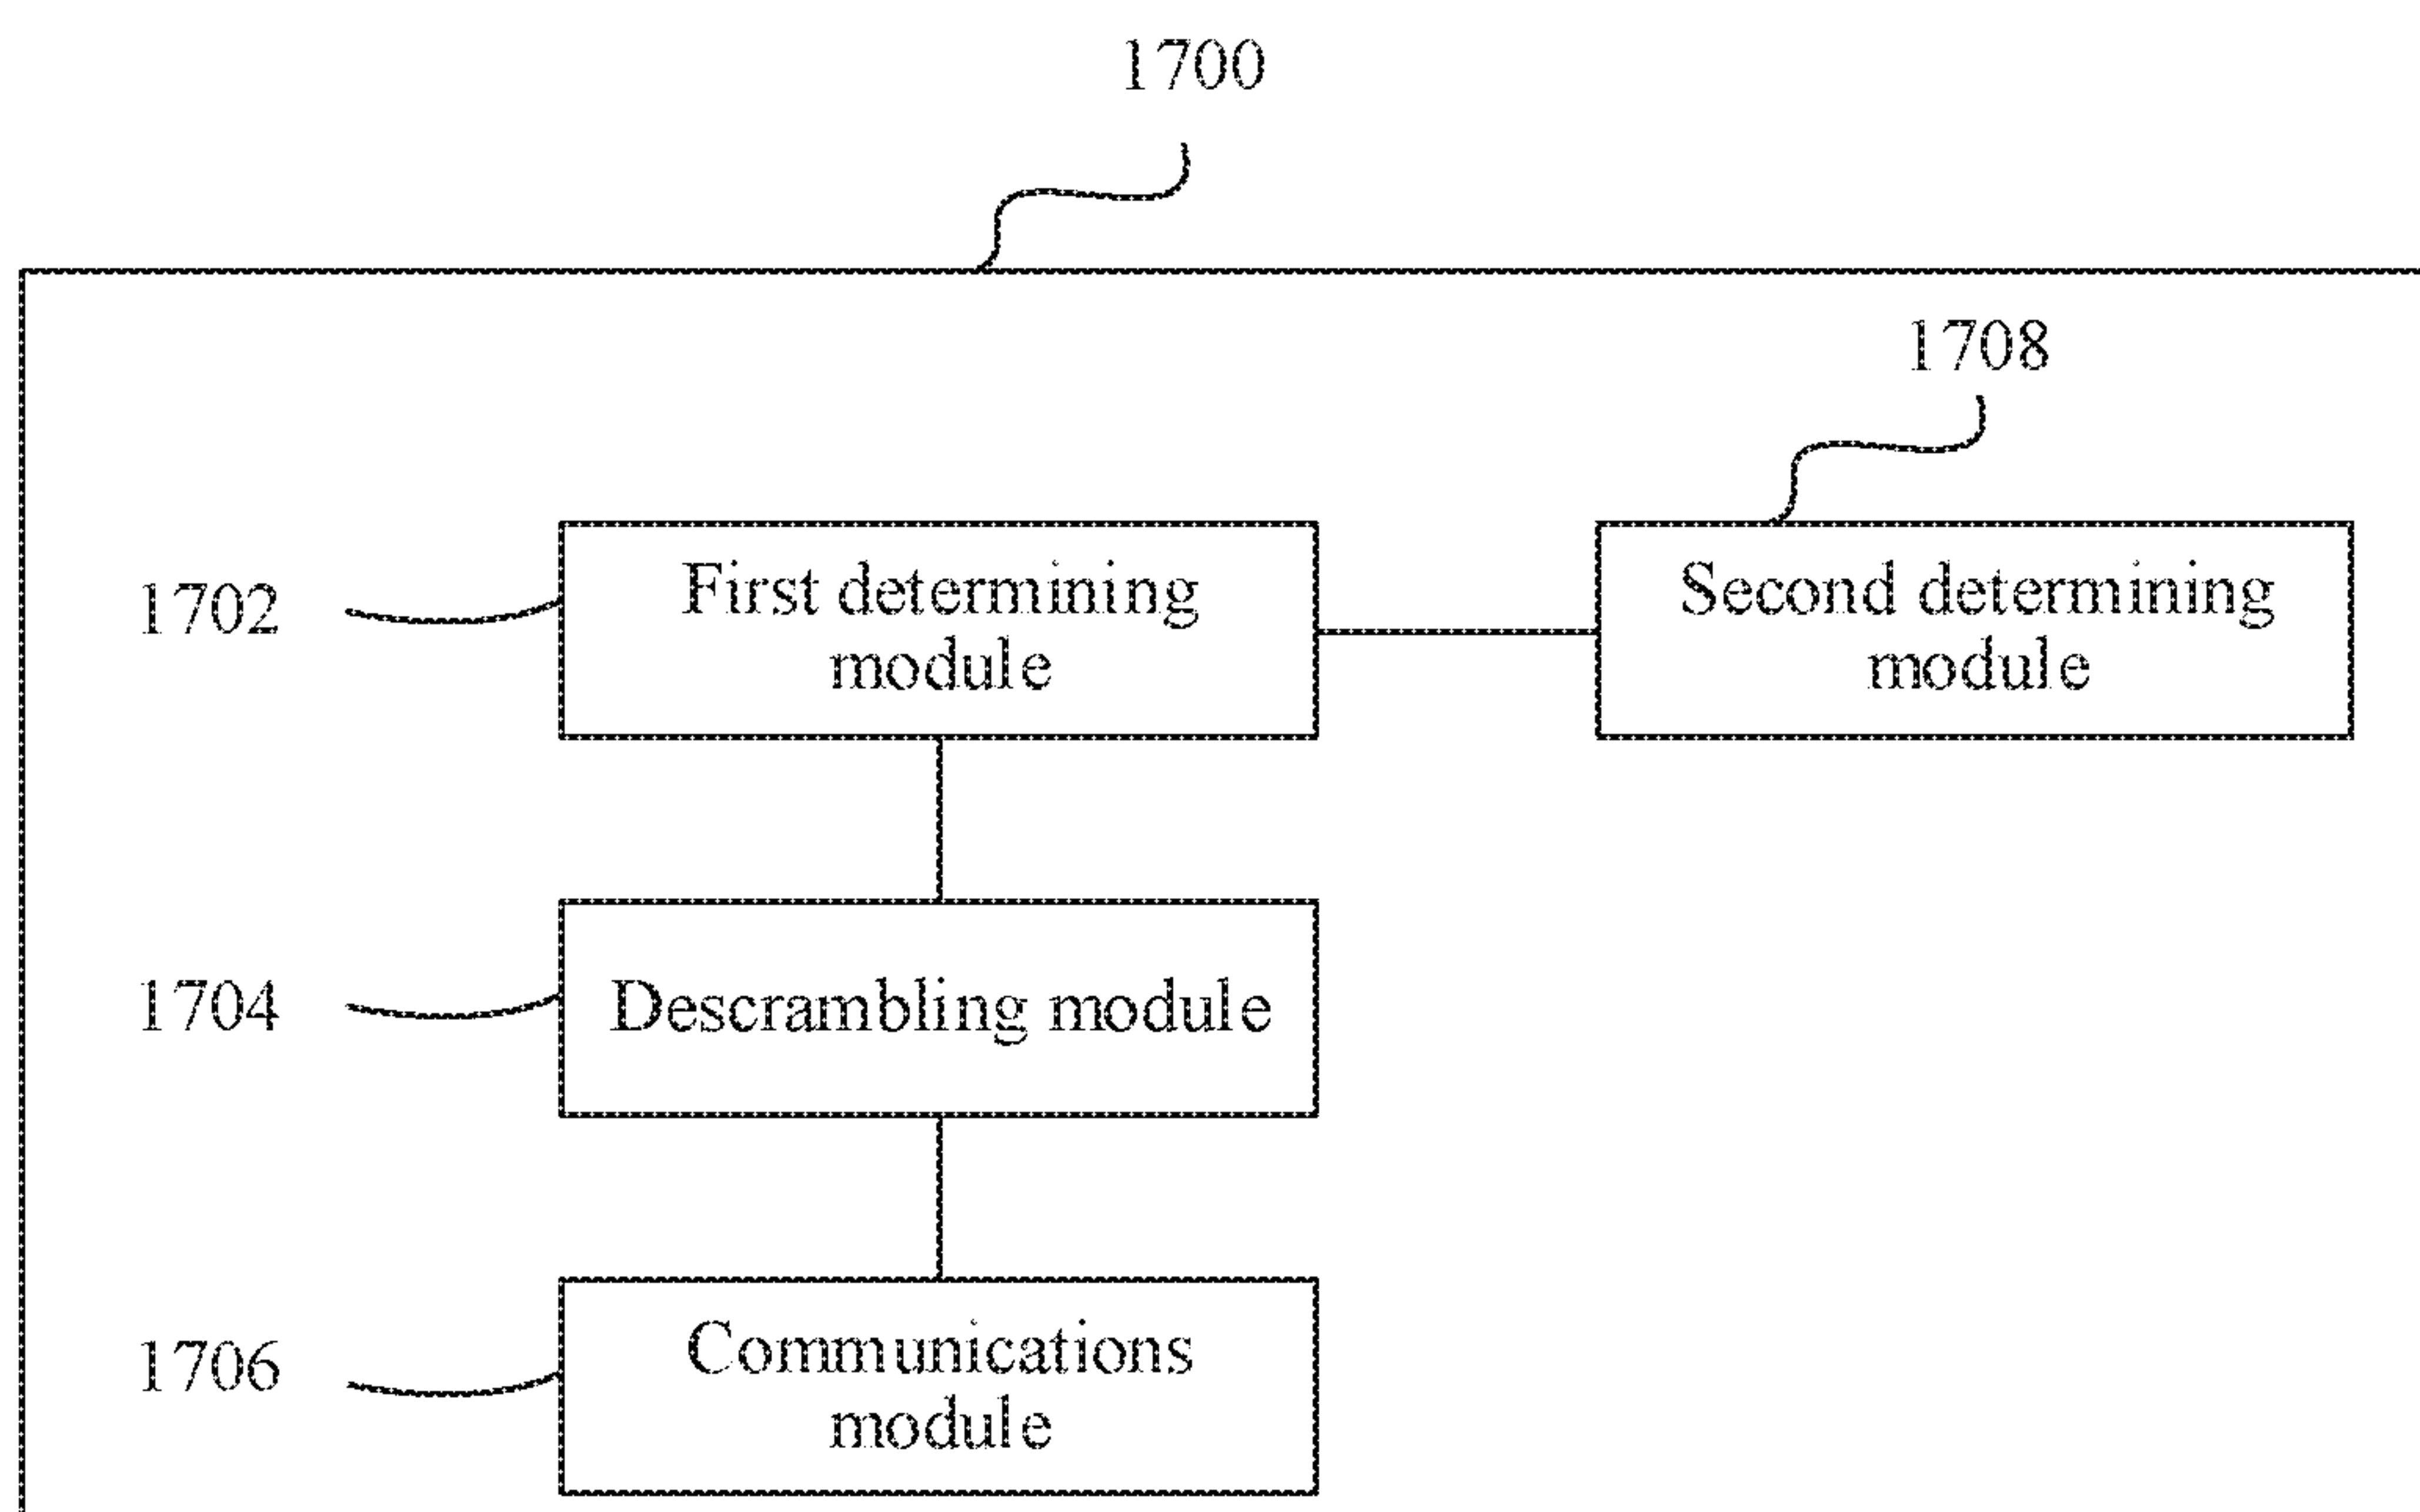 1700
1708
1702
First determining
module
Second determining
module
1704
Descrambling module
1706
Communications
module